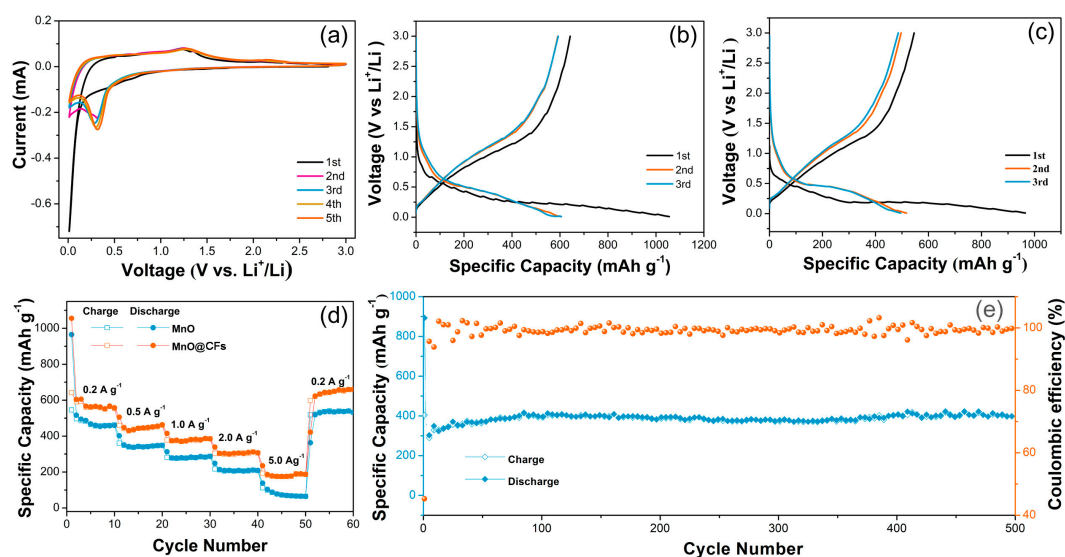 (a)
0.2
0.0
-0.2
-0.4
-0.6
Current (mA)
1st
2nd
3rd
4th
5th
0.0 0.5 1.0 1.5 2.0 2.5 3.0
Voltage (V vs. Li⁺/Li)
(b)
3.0
2.5
2.0
1.5
1.0
0.5
0.0
Voltage (V vs Li⁺/Li)
1st
2nd
3rd
0 200 400 600 800 1000 1200
Specific Capacity (mAh g⁻¹)
(c)
3.0
2.5
2.0
1.5
1.0
0.5
0.0
Voltage (V vs Li⁺/Li)
1st
2nd
3rd
0 200 400 600 800 1000
Specific Capacity (mAh g⁻¹)
(d)
1000
800
600
400
200
0
Specific Capacity (mAh g⁻¹)
Charge Discharge
MnO
MnO@CFs
0.2 A g⁻¹
0.5 A g⁻¹
1.0 A g⁻¹
2.0 A g⁻¹
5.0 Ag⁻¹
0.2 A g⁻¹
0 10 20 30 40 50 60
Cycle Number
(e)
1000
800
600
400
200
0
Specific Capacity (mAh g⁻¹)
Charge
Discharge
100
80
60
40
Coulombic efficiency (%)
0 100 200 300 400 500
Cycle Number